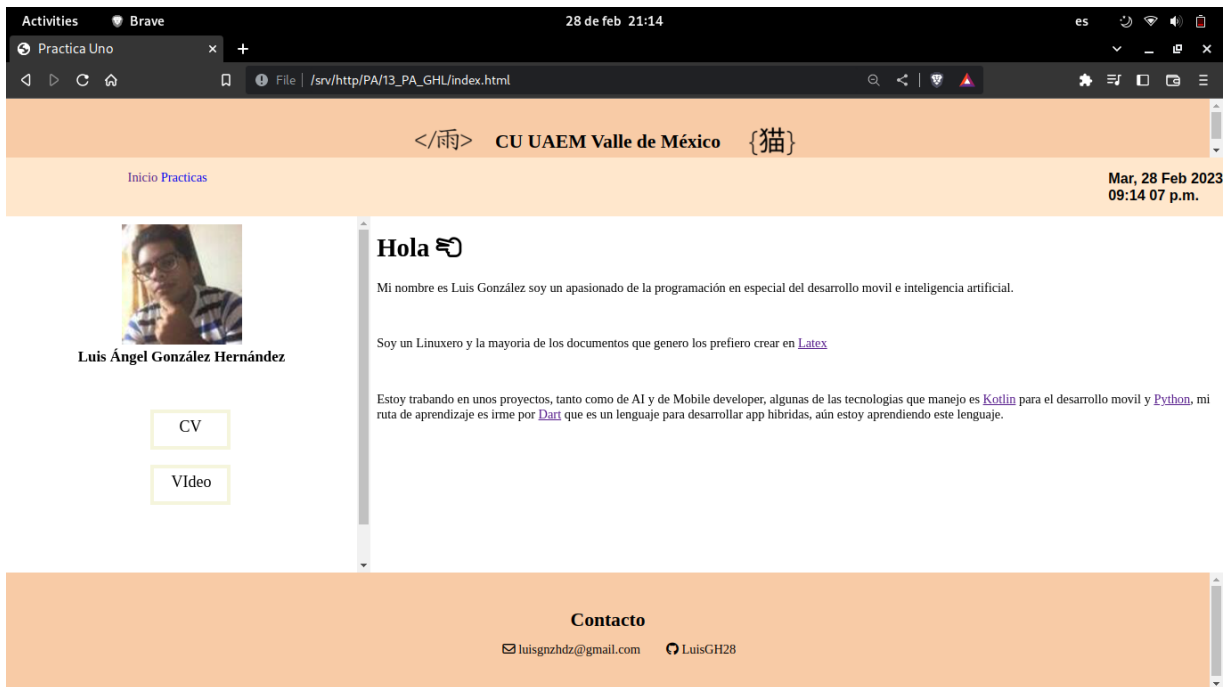 Activities Brave 28 de feb 21:14 es
Practica Uno
File /srv/http/PA/13_PA_GHL/index.html
</雨> CU UAEM Valle de México {猫}
Inicio Practicas
Mar, 28 Feb 2023
09:14 07 p.m.
Luis Ángel González Hernández
CV
VIdeo
Hola
Mi nombre es Luis González soy un apasionado de la programación en especial del desarrollo movil e inteligencia artificial.
Soy un Linuxero y la mayoria de los documentos que genero los prefiero crear en Latex
Estoy trabando en unos proyectos, tanto como de AI y de Mobile developer, algunas de las tecnologias que manejo es Kotlin para el desarrollo movil y Python, mi
ruta de aprendizaje es irme por Dart que es un lenguaje para desarrollar app hibridas, aún estoy aprendiendo este lenguaje.
Contacto
luisgnzhdz@gmail.com LuisGH28